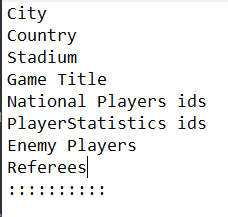 City
Country
Stadium
Game Title
National Players ids
PlayerStatistics ids
Enemy Players
Referees
::::::::::